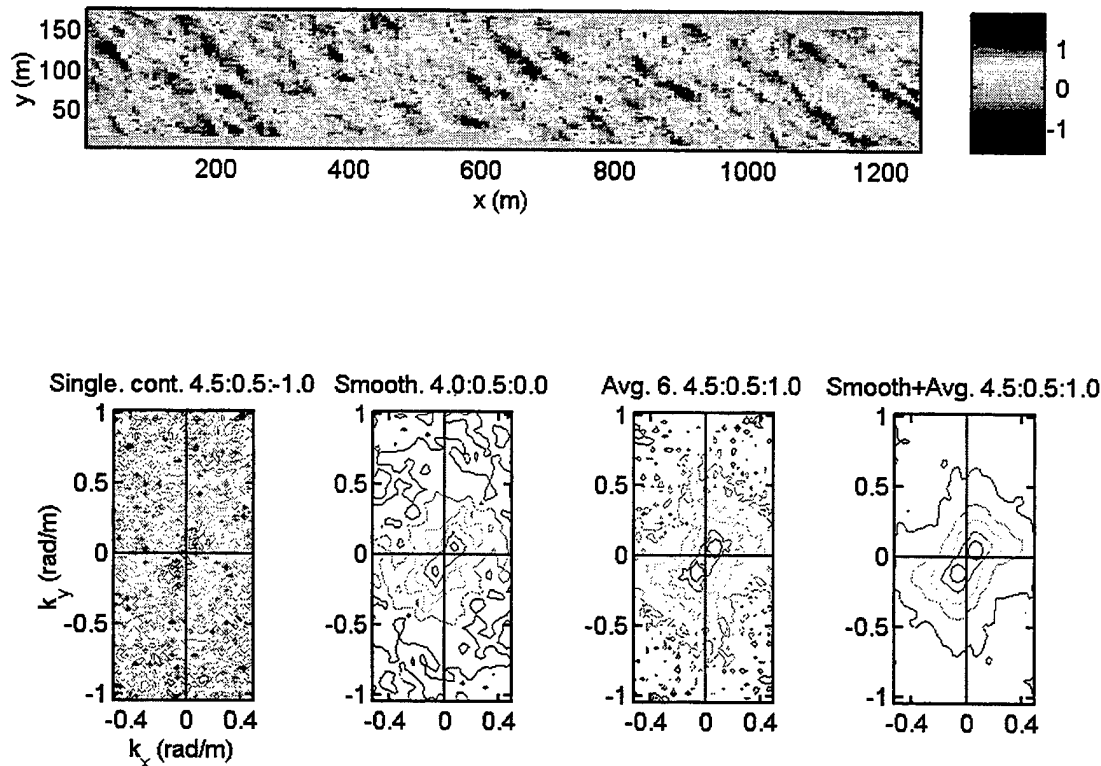 150
100
50
y (m)
200 400 600 800 1000 1200
x (m)
1
0
-1
Single. cont. 4.5:0.5:-1.0
Smooth. 4.0:0.5:0.0
Avg. 6. 4.5:0.5:1.0
Smooth+Avg. 4.5:0.5:1.0
1
0.5
0
-0.5
-1
k_y (rad/m)
-0.4 0 0.4
k_x (rad/m)
1
0.5
0
-0.5
-1
-0.4 0 0.4
1
0.5
0
-0.5
-1
-0.4 0 0.4
1
0.5
0
-0.5
-1
-0.4 0 0.4